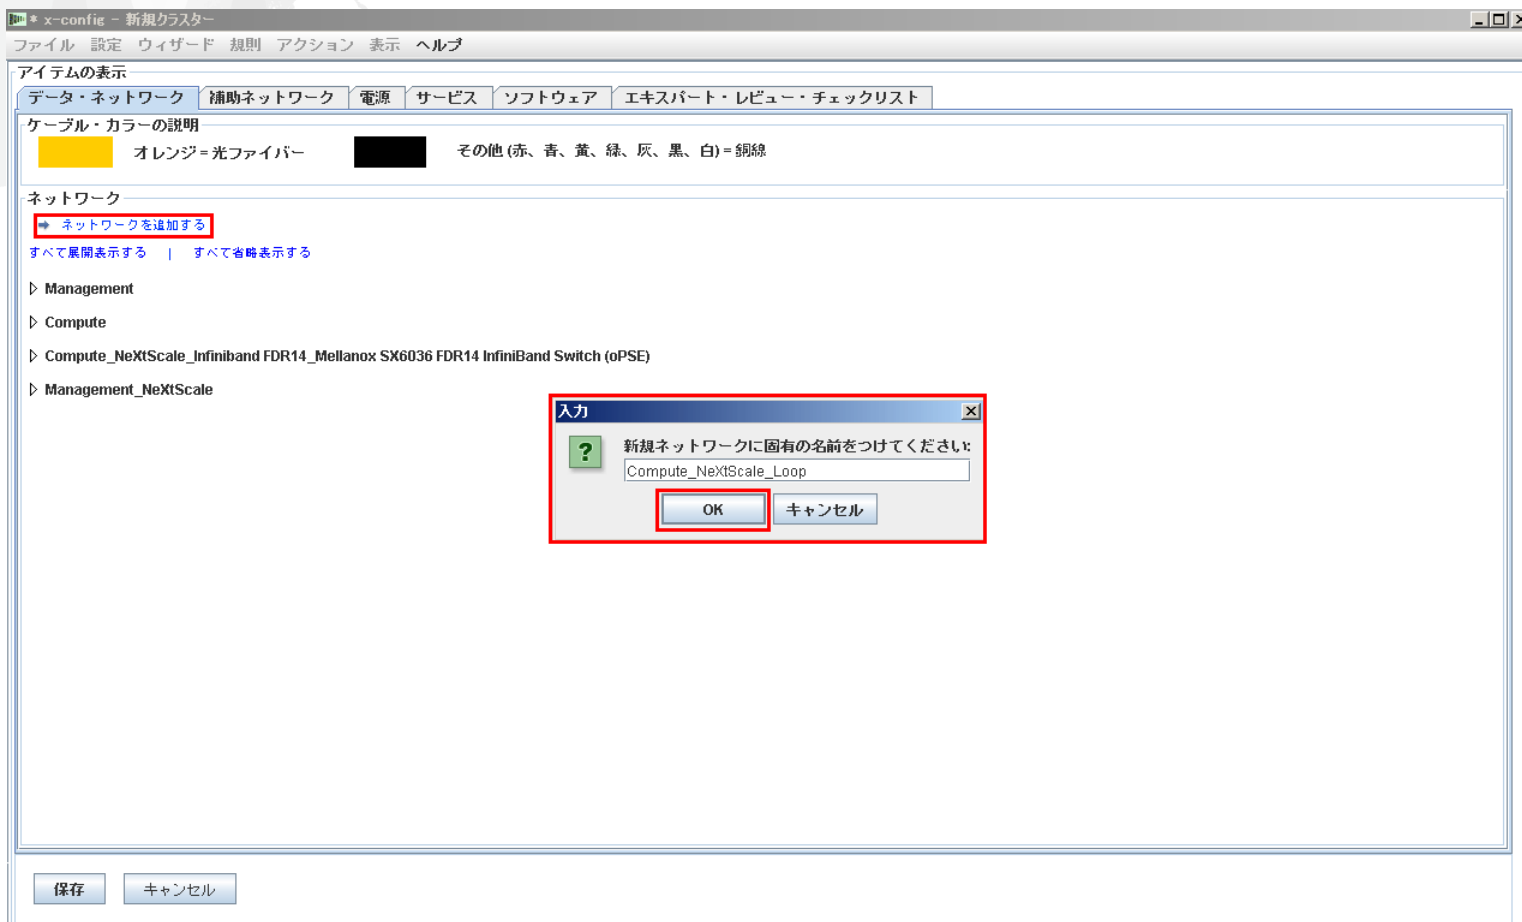 * x-config - 新規クラスター
ファイル 設定 ウィザード 規則 アクション 表示 ヘルプ
アイテムの表示
データ・ネットワーク 補助ネットワーク 電源 サービス ソフトウェア エキスパート・レビュー・チェックリスト
ケーブル・カラーの説明
オレンジ=光ファイバー その他(赤、青、黄、緑、灰、黒、白)=銅線
ネットワーク
ネットワークを追加する
すべて展開表示する | すべて省略表示する
Management
Compute
Compute_NeXtScale_Infiniband FDR14_Mellanox SX6036 FDR14 InfiniBand Switch (oPSE)
Management_NeXtScale
入力
新規ネットワークに固有の名前をつけてください:
Compute_NeXtScale_Loop
OK キャンセル
保存 キャンセル